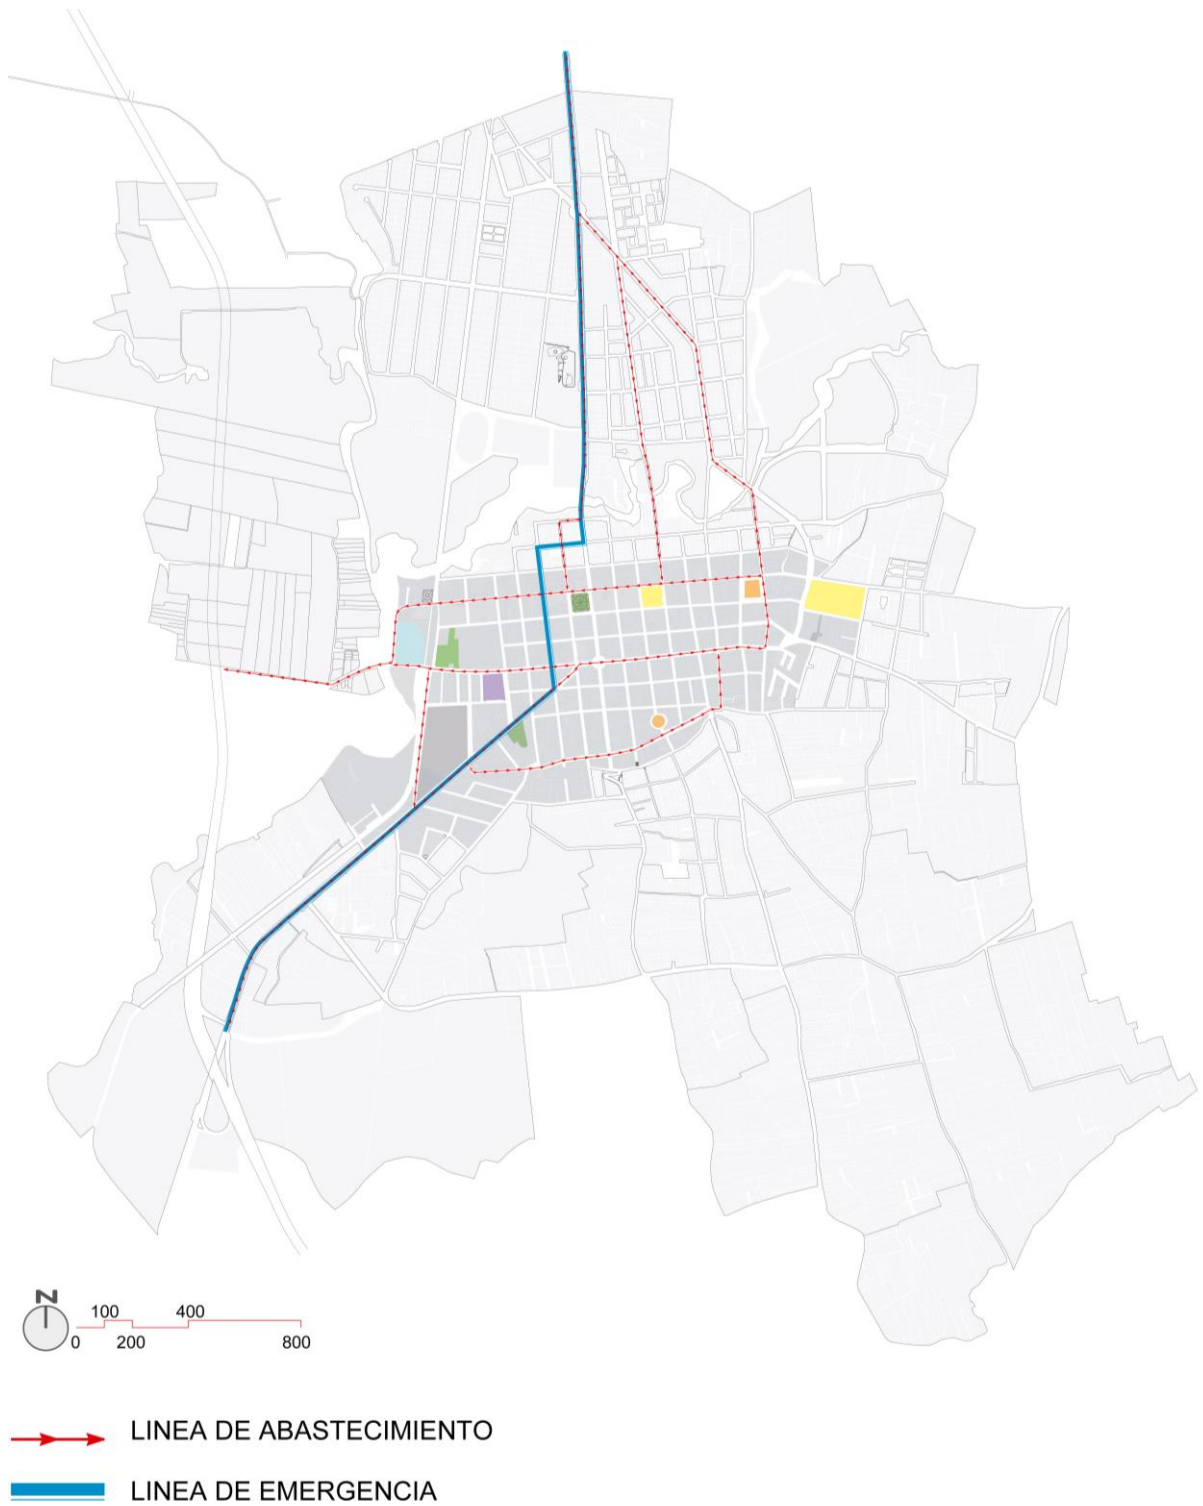 N
100 400
0 200 800
LINEA DE ABASTECIMIENTO
LINEA DE EMERGENCIA